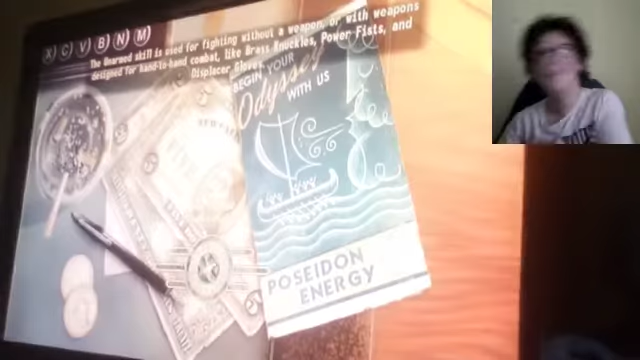 X C V B N M
The Unarmed skill is used for fighting without a weapon, or with weapons
designed for hand-to-hand combat, like Brass Knuckles, Power Fists, and
Displacer Gloves.
BEGIN YOUR
Odyssey
WITH US
POSEIDON
ENERGY